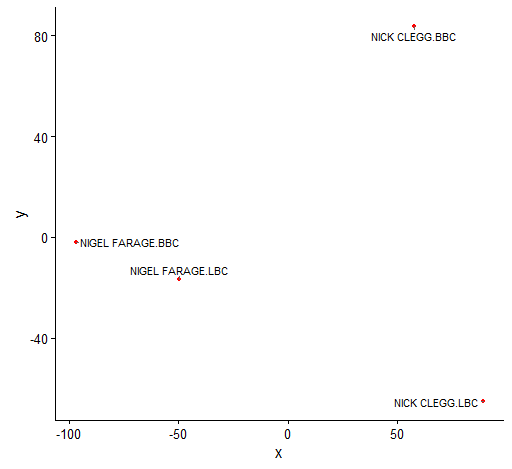 80
NICK CLEGG.BBC
40
y
0
NIGEL FARAGE.BBC
NIGEL FARAGE.LBC
-40
NICK CLEGG.LBC
-100 -50 0 50
x